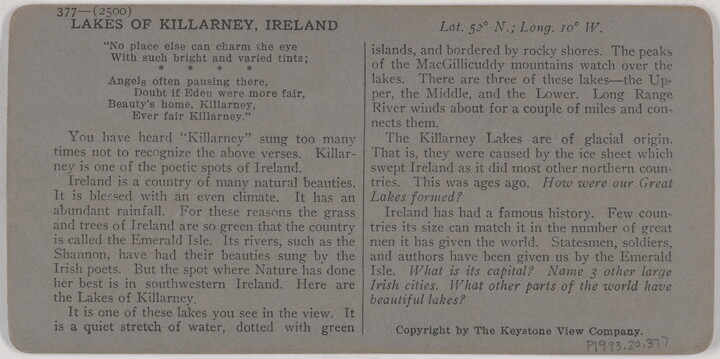 377—(2500)
LAKES OF KILLARNEY, IRELAND
"No place else can charm the eye
With such bright and varied tints;
* * * *
Angels often pausing there,
Doubt if Eden were more fair,
Beauty's home, Killarney,
Ever fair Killarney."
You have heard "Killarney" sung too many
times not to recognize the above verses. Killar-
ney is one of the poetic spots of Ireland.
Ireland is a country of many natural beauties.
It is blessed with an even climate. It has an
abundant rainfall. For these reasons the grass
and trees of Ireland are so green that the country
is called the Emerald Isle. Its rivers, such as the
Shannon, have had their beauties sung by the
Irish poets. But the spot where Nature has done
her best is in southwestern Ireland. Here are
the Lakes of Killarney.
It is one of these lakes you see in the view. It
is a quiet stretch of water, dotted with green
Lat. 52° N.; Long. 10° W.
islands, and bordered by rocky shores. The peaks
of the MacGillicuddy mountains watch over the
lakes. There are three of these lakes—the Up-
per, the Middle, and the Lower. Long Range
River winds about for a couple of miles and con-
nects them.
The Killarney Lakes are of glacial origin.
That is, they were caused by the ice sheet which
swept Ireland as it did most other northern coun-
tries. This was ages ago. How were our Great
Lakes formed?
Ireland has had a famous history. Few coun-
tries its size can match it in the number of great
men it has given the world. Statesmen, soldiers,
and authors have been given us by the Emerald
Isle. What is its capital? Name 3 other large
Irish cities. What other parts of the world have
beautiful lakes?
Copyright by The Keystone View Company.
P1993.20.377